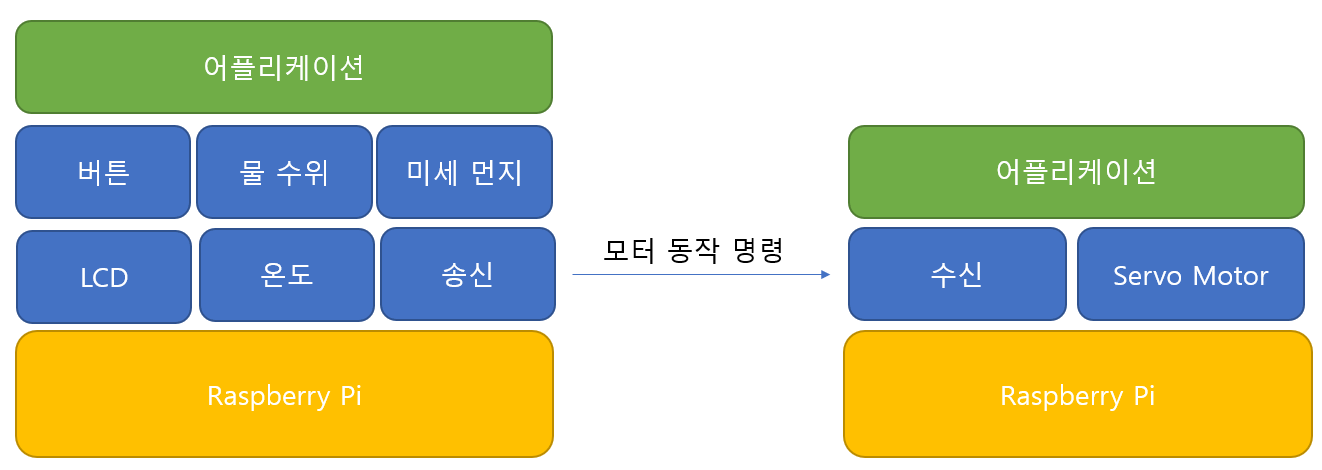 어플리케이션
버튼
물 수위
미세 먼지
LCD
온도
송신
Raspberry Pi
모터 동작 명령
어플리케이션
수신
Servo Motor
Raspberry Pi